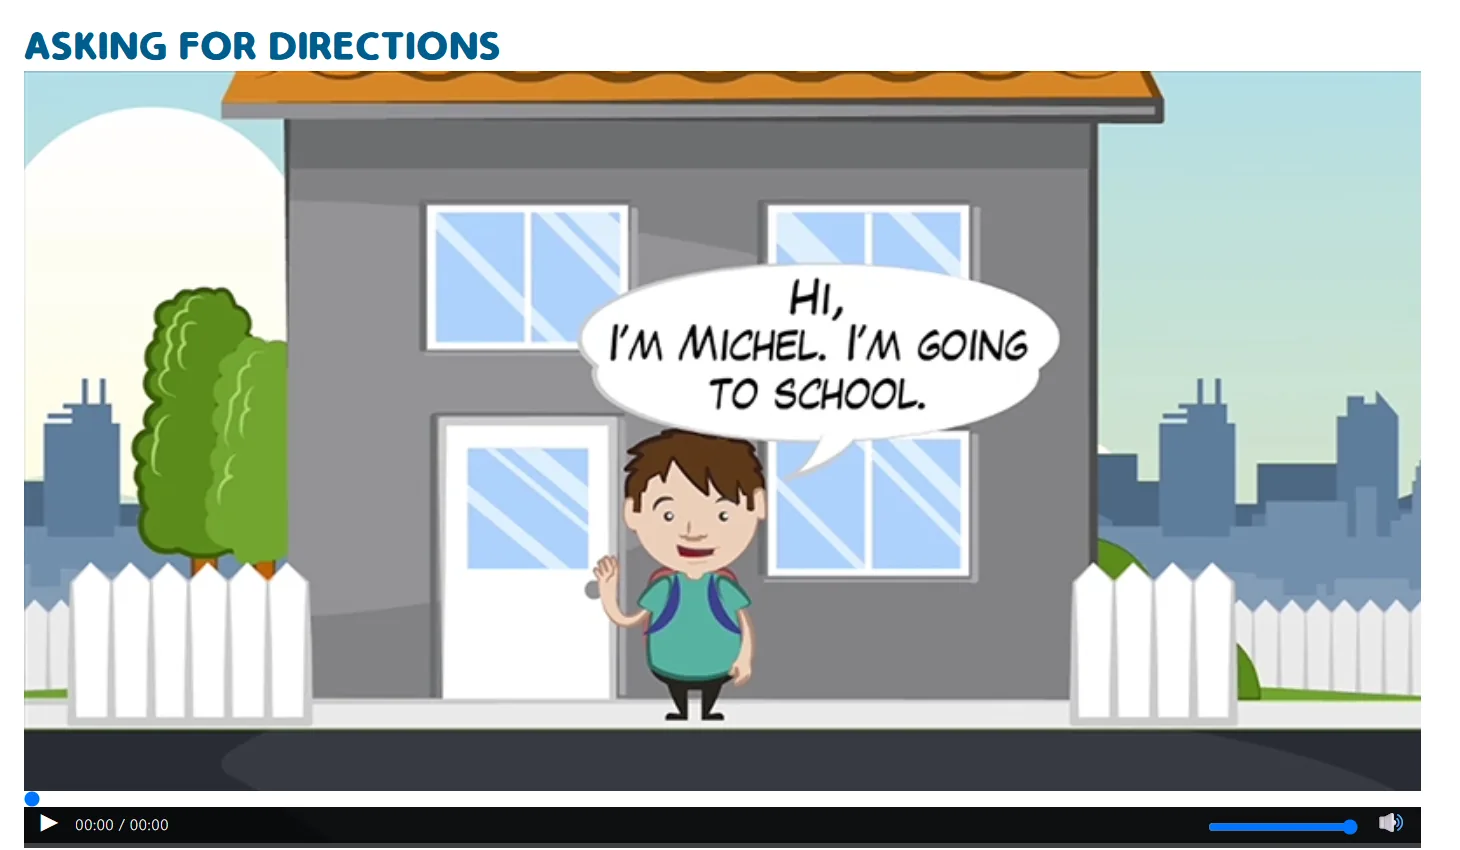 ASKING FOR DIRECTIONS
HI,
I'M MICHEL. I'M GOING
TO SCHOOL.
00:00 / 00:00